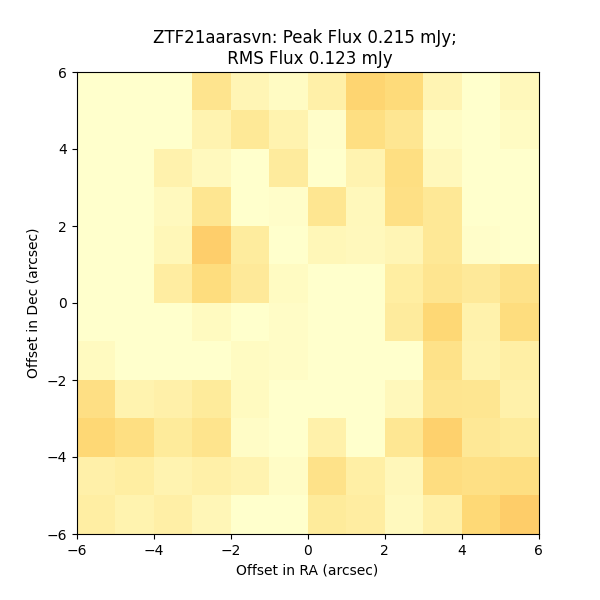 ZTF21aarasvn: Peak Flux 0.215 mJy;
RMS Flux 0.123 mJy
6
4
2
0
−2
−4
−6
Offset in Dec (arcsec)
−6 −4 −2 0 2 4 6
Offset in RA (arcsec)